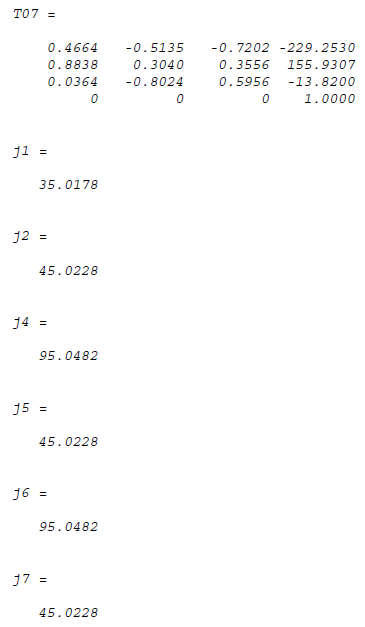 T07 =
0.4664 -0.5135 -0.7202 -229.2530
0.8838 0.3040 0.3556 155.9307
0.0364 -0.8024 0.5956 -13.8200
0 0 0 1.0000
j1 =
35.0178
j2 =
45.0228
j4 =
95.0482
j5 =
45.0228
j6 =
95.0482
j7 =
45.0228